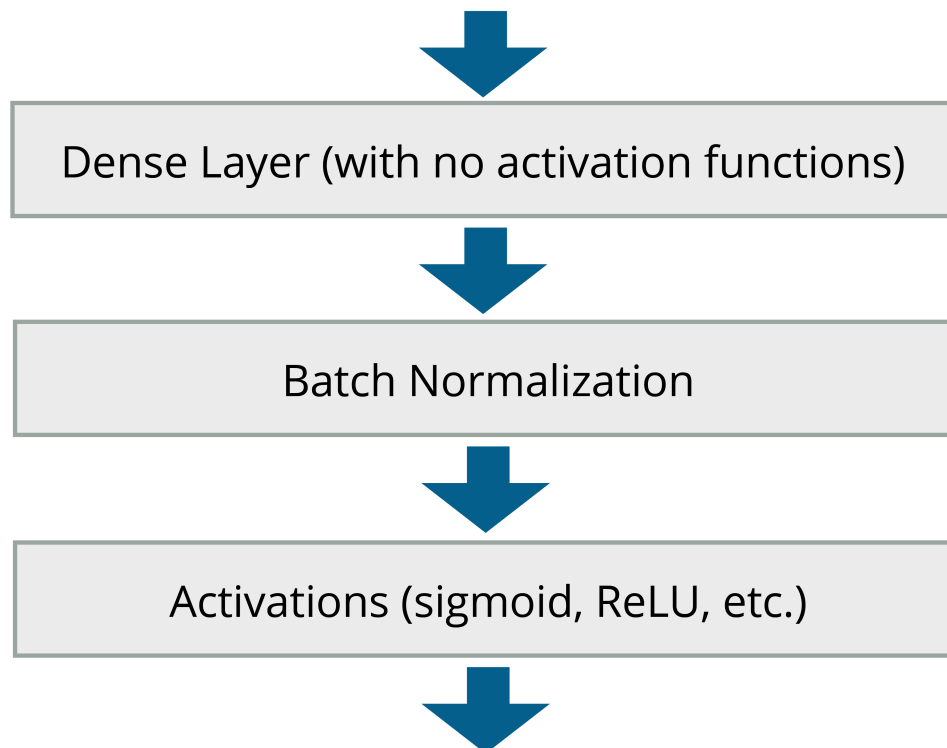 Dense Layer (with no activation functions)
Batch Normalization
Activations (sigmoid, ReLU, etc.)